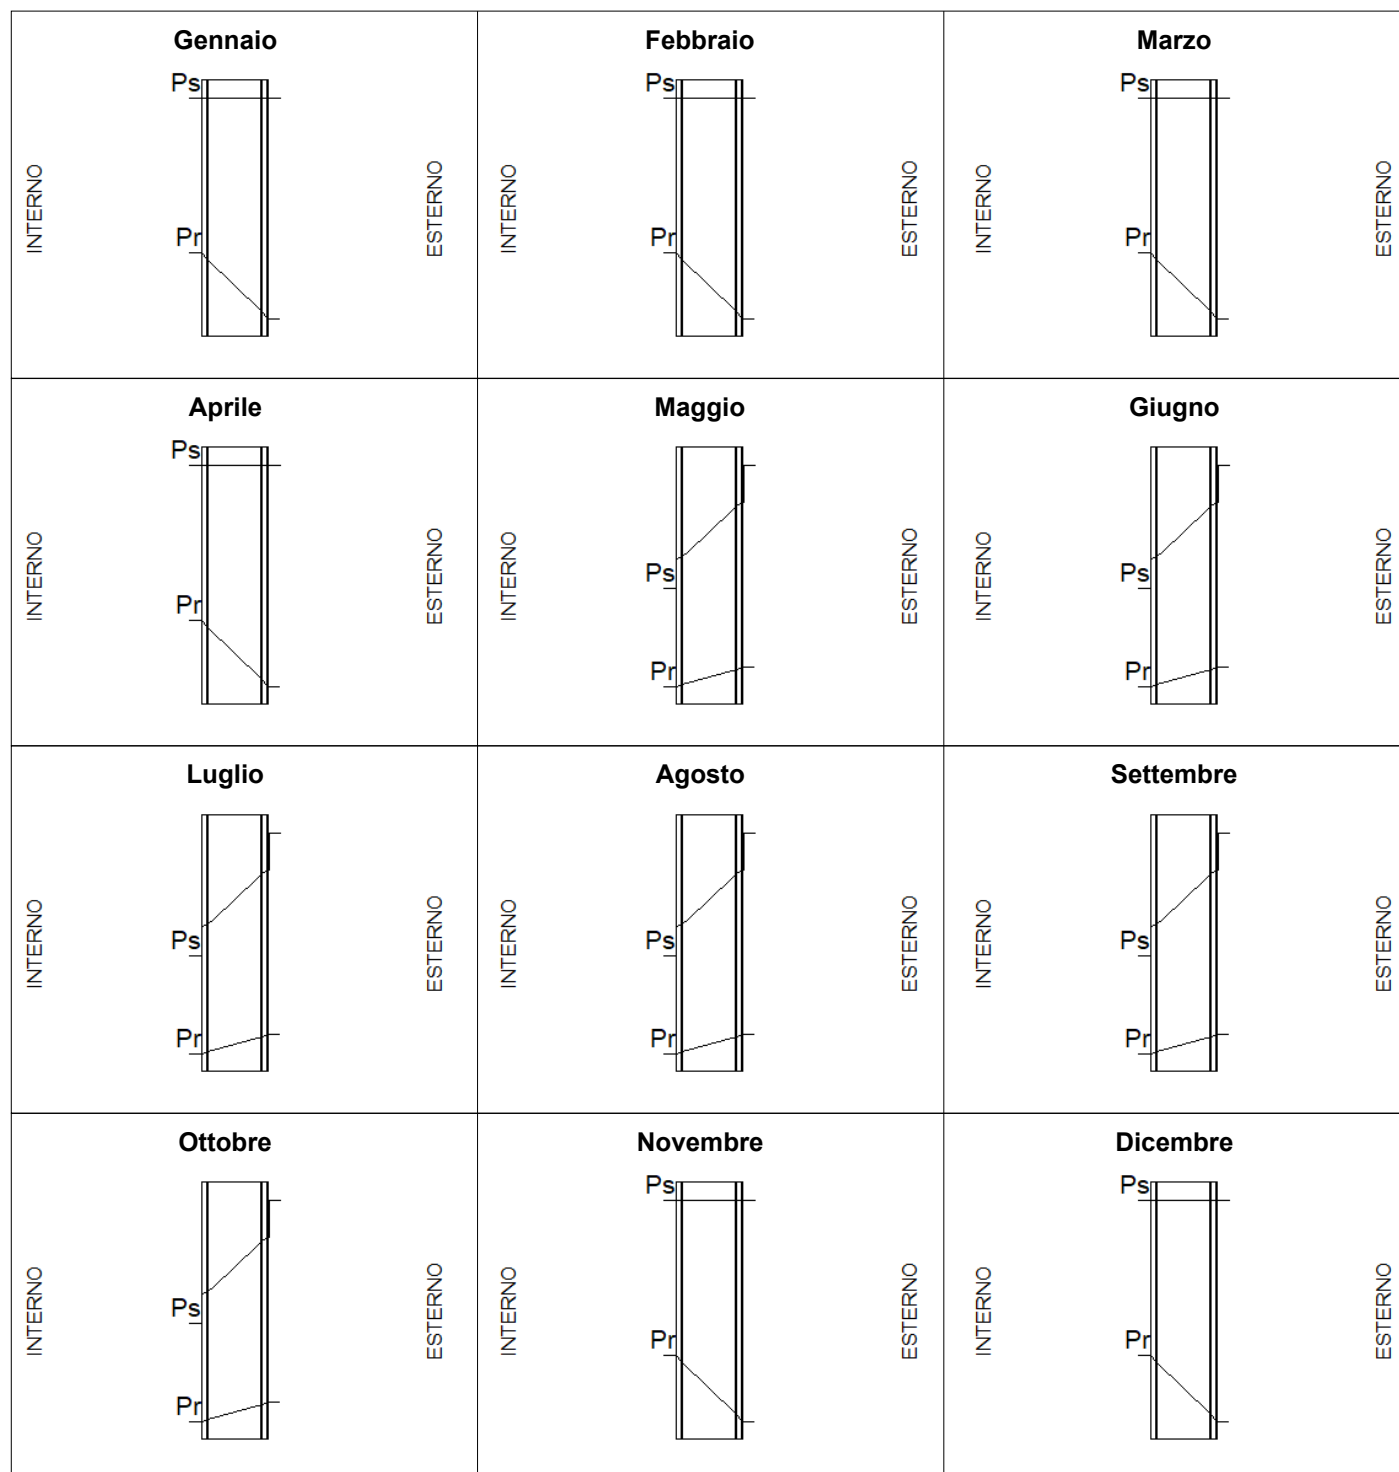 Gennaio
Ps
INTERNO
ESTERNO
Pr
Febbraio
Ps
INTERNO
ESTERNO
Pr
Marzo
Ps
INTERNO
ESTERNO
Pr
Aprile
Ps
INTERNO
ESTERNO
Pr
Maggio
INTERNO
ESTERNO
Ps
Pr
Giugno
INTERNO
ESTERNO
Ps
Pr
Luglio
INTERNO
ESTERNO
Ps
Pr
Agosto
INTERNO
ESTERNO
Ps
Pr
Settembre
INTERNO
ESTERNO
Ps
Pr
Ottobre
INTERNO
ESTERNO
Ps
Pr
Novembre
Ps
INTERNO
ESTERNO
Pr
Dicembre
Ps
INTERNO
ESTERNO
Pr